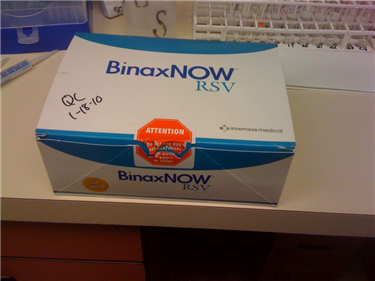 S
BinaxNOW
RSV
QC
1-18-10
ATTENTION
inverness medical
BinaxNOW
RSV